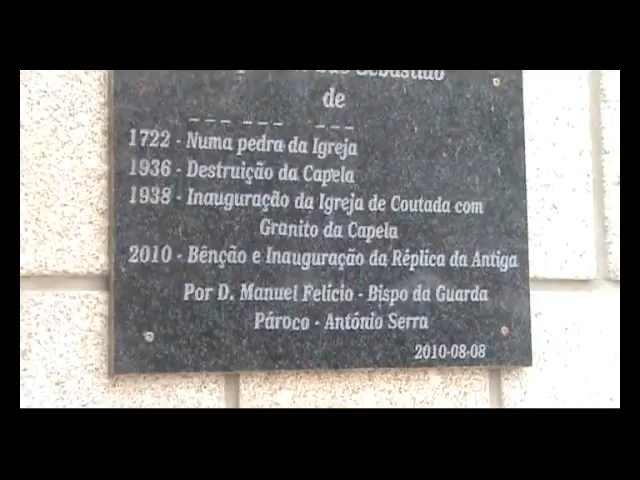 São Sebastião
de
--- --- ---
1722 - Numa pedra da Igreja
1936 - Destruição da Capela
1938 - Inauguração da Igreja de Coutada com
Granito da Capela
2010 - Bênção e Inauguração da Réplica da Antiga
Por D. Manuel Felício - Bispo da Guarda
Pároco - António Serra
2010-08-08